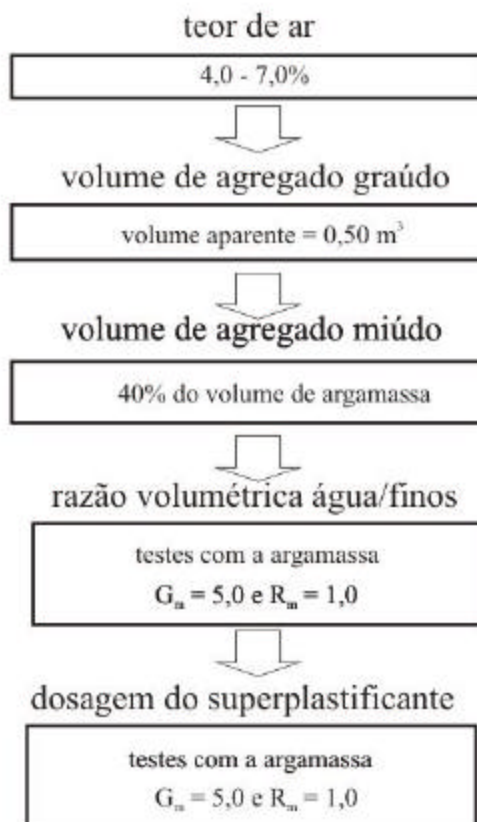 teor de ar
4,0 - 7,0%
volume de agregado graúdo
volume aparente = 0,50 m³
volume de agregado miúdo
40% do volume de argamassa
razão volumétrica água/finos
testes com a argamassa
Gₘ = 5,0 e Rₘ = 1,0
dosagem do superplastificante
testes com a argamassa
Gₘ = 5,0 e Rₘ = 1,0